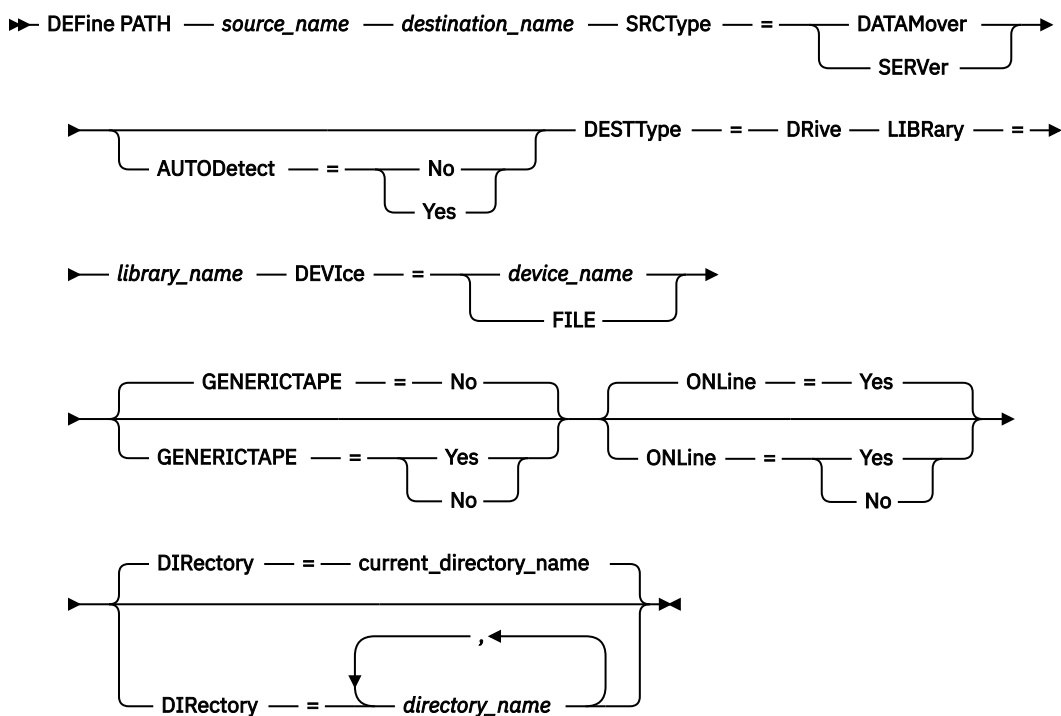 DEFine PATH source_name destination_name SRCType = DATAMover
SERVer
DESTType = DRive LIBRary =
AUTODetect = No
Yes
library_name DEVIce = device_name
FILE
GENERICTAPE = No ONLine = Yes
GENERICTAPE = Yes ONLine = Yes
No No
DIRectory = current_directory_name
,
DIRectory = directory_name